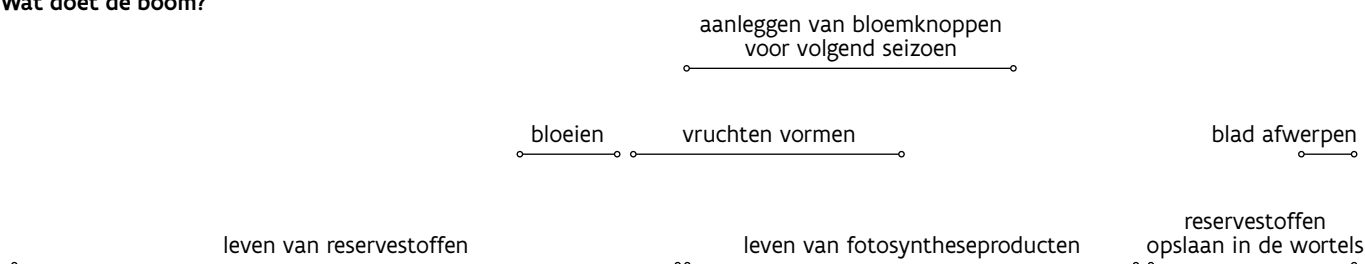 Wat doet de boom?
aanleggen van bloemknoppen
voor volgend seizoen
bloeien
vruchten vormen
blad afwerpen
leven van reservestoffen
leven van fotosyntheseproducten
reservestoffen
opslaan in de wortels